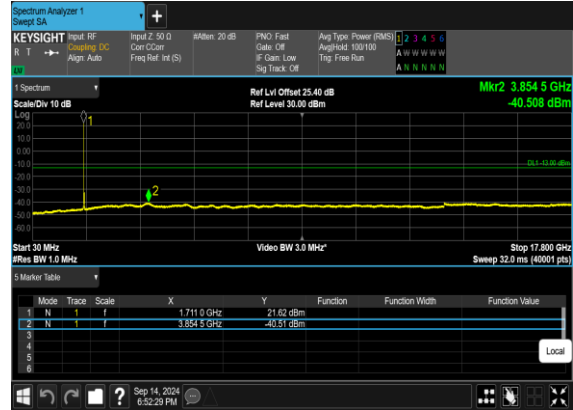 Spectrum Analyzer 1
Swept SA
+
KEYSIGHT Input: RF Input Z: 50 Ω #Atten: 20 dB PNO: Fast Avg Type: Power (RMS) 1 2 3 4 5 6
R T Coupling: DC Corr CCorr Gate: Off Avg|Hold: 100/100 A W W W W W
Align: Auto Freq Ref: Int (S) IF Gain: Low Trig: Free Run
Sig Track: Off A N N N N N
LXI
1 Spectrum Ref Lvl Offset 25.40 dB Mkr2 3.854 5 GHz
Scale/Div 10 dB Ref Level 30.00 dBm -40.508 dBm
Log
20.0
10.0
0.00
-10.0
DL1 -13.00 dBm
-20.0
-30.0
-40.0
-50.0
-60.0
1
2
Start 30 MHz Video BW 3.0 MHz* Stop 17.800 GHz
#Res BW 1.0 MHz Sweep 32.0 ms (40001 pts)
5 Marker Table
Mode Trace Scale X Y Function Function Width Function Value
1 N 1 f 1.711 0 GHz 21.62 dBm
2 N 1 f 3.854 5 GHz -40.51 dBm
3
4
5
6
Local
? Sep 14, 2024
6:52:29 PM